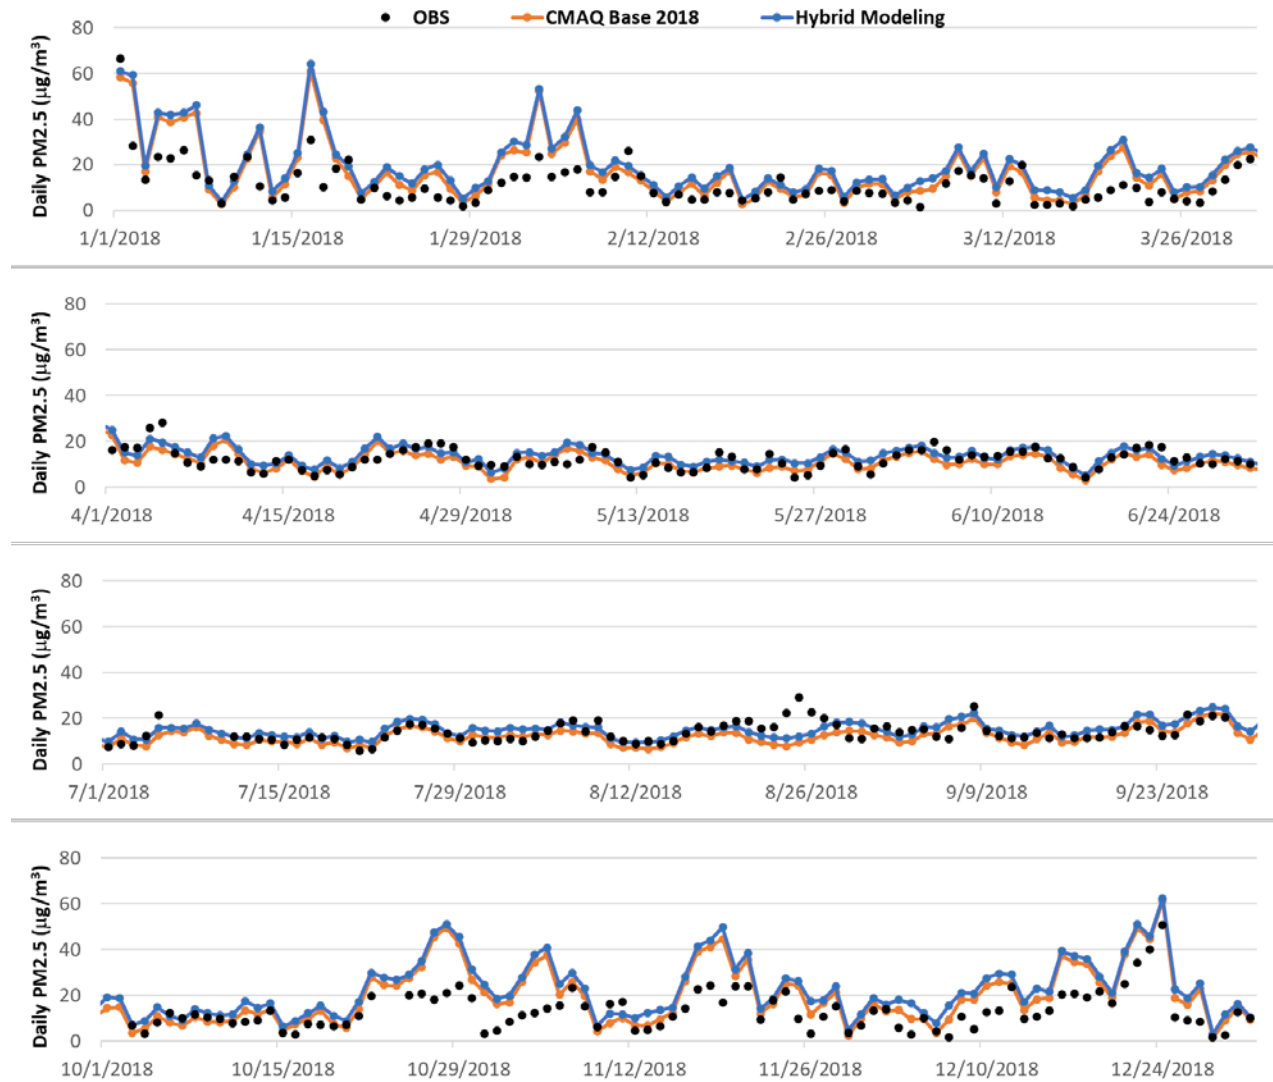 OBS CMAQ Base 2018 Hybrid Modeling
Daily PM2.5 (µg/m³)
80
60
40
20
0
1/1/2018 1/15/2018 1/29/2018 2/12/2018 2/26/2018 3/12/2018 3/26/2018
Daily PM2.5 (µg/m³)
80
60
40
20
0
4/1/2018 4/15/2018 4/29/2018 5/13/2018 5/27/2018 6/10/2018 6/24/2018
Daily PM2.5 (µg/m³)
80
60
40
20
0
7/1/2018 7/15/2018 7/29/2018 8/12/2018 8/26/2018 9/9/2018 9/23/2018
Daily PM2.5 (µg/m³)
80
60
40
20
0
10/1/2018 10/15/2018 10/29/2018 11/12/2018 11/26/2018 12/10/2018 12/24/2018